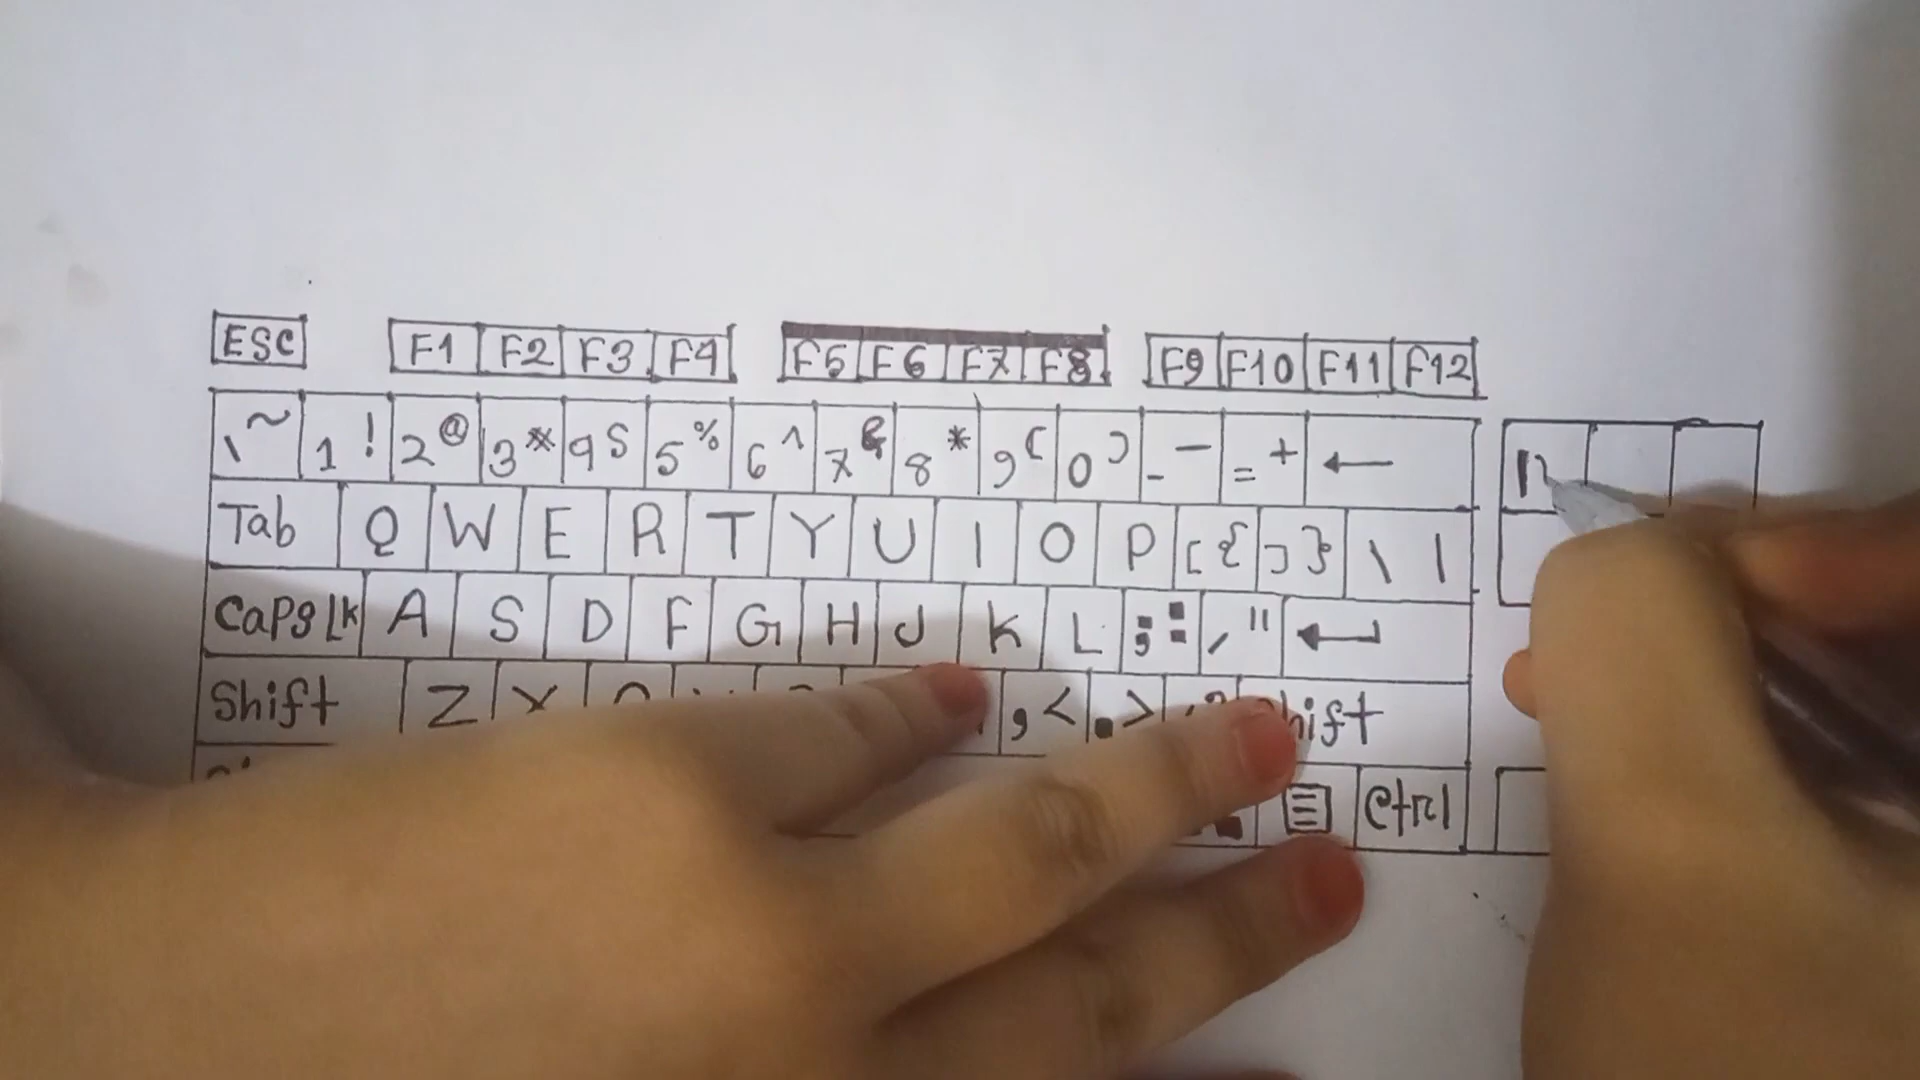 ESC F1 F2 F3 F4 F5 F6 F7 F8 F9 F10 F11 F12
\ ~ 1 ! 2 @ 3 * 9 S 5 % 6 ^ 7 & 8 * 9 ( 0 ) - — = + ←
Tab Q W E R T Y U I O P [ { ] } \ |
CaPs LK A S D F G H J K L ; : , " ←
Shift Z X , < . > Shift
Ctrl